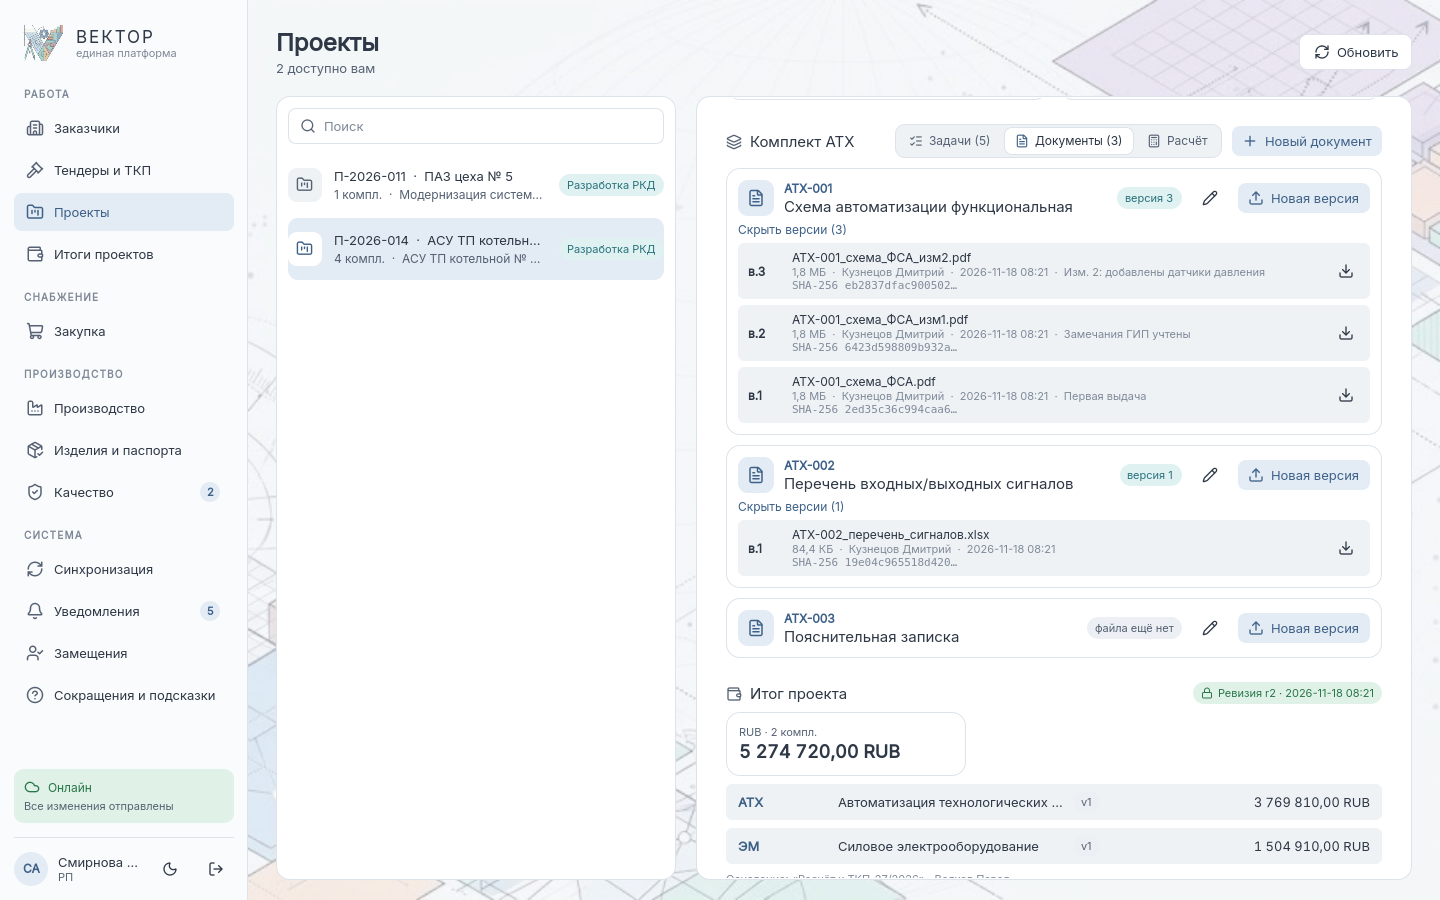 ВЕКТОР
единая платформа
РАБОТА
Заказчики
Тендеры и ТКП
Проекты
Итоги проектов
СНАБЖЕНИЕ
Закупка
ПРОИЗВОДСТВО
Производство
Изделия и паспорта
Качество 2
СИСТЕМА
Синхронизация
Уведомления 5
Замещения
Сокращения и подсказки
Онлайн
Все изменения отправлены
СА
Смирнова ...
РП
Проекты
2 доступно вам
Обновить
Поиск
П-2026-011 · ПАЗ цеха № 5
1 компл. · Модернизация систем...
Разработка РКД
П-2026-014 · АСУ ТП котельн...
4 компл. · АСУ ТП котельной № ...
Разработка РКД
Комплект АТХ
Задачи (5)
Документы (3)
Расчёт
Новый документ
АТХ-001
Схема автоматизации функциональная
версия 3
Новая версия
Скрыть версии (3)
в.3
АТХ-001_схема_ФСА_изм2.pdf
1,8 МБ · Кузнецов Дмитрий · 2026-11-18 08:21 · Изм. 2: добавлены датчики давления
SHA-256 eb2837dfac900502…
в.2
АТХ-001_схема_ФСА_изм1.pdf
1,8 МБ · Кузнецов Дмитрий · 2026-11-18 08:21 · Замечания ГИП учтены
SHA-256 6423d598809b932a…
в.1
АТХ-001_схема_ФСА.pdf
1,8 МБ · Кузнецов Дмитрий · 2026-11-18 08:21 · Первая выдача
SHA-256 2ed35c36c994caa6…
АТХ-002
Перечень входных/выходных сигналов
версия 1
Новая версия
Скрыть версии (1)
в.1
АТХ-002_перечень_сигналов.xlsx
84,4 КБ · Кузнецов Дмитрий · 2026-11-18 08:21
SHA-256 19e04c965518d420…
АТХ-003
Пояснительная записка
файла ещё нет
Новая версия
Итог проекта
Ревизия r2 · 2026-11-18 08:21
RUB · 2 компл.
5 274 720,00 RUB
АТХ Автоматизация технологических ... v1 3 769 810,00 RUB
ЭМ Силовое электрооборудование v1 1 504 910,00 RUB